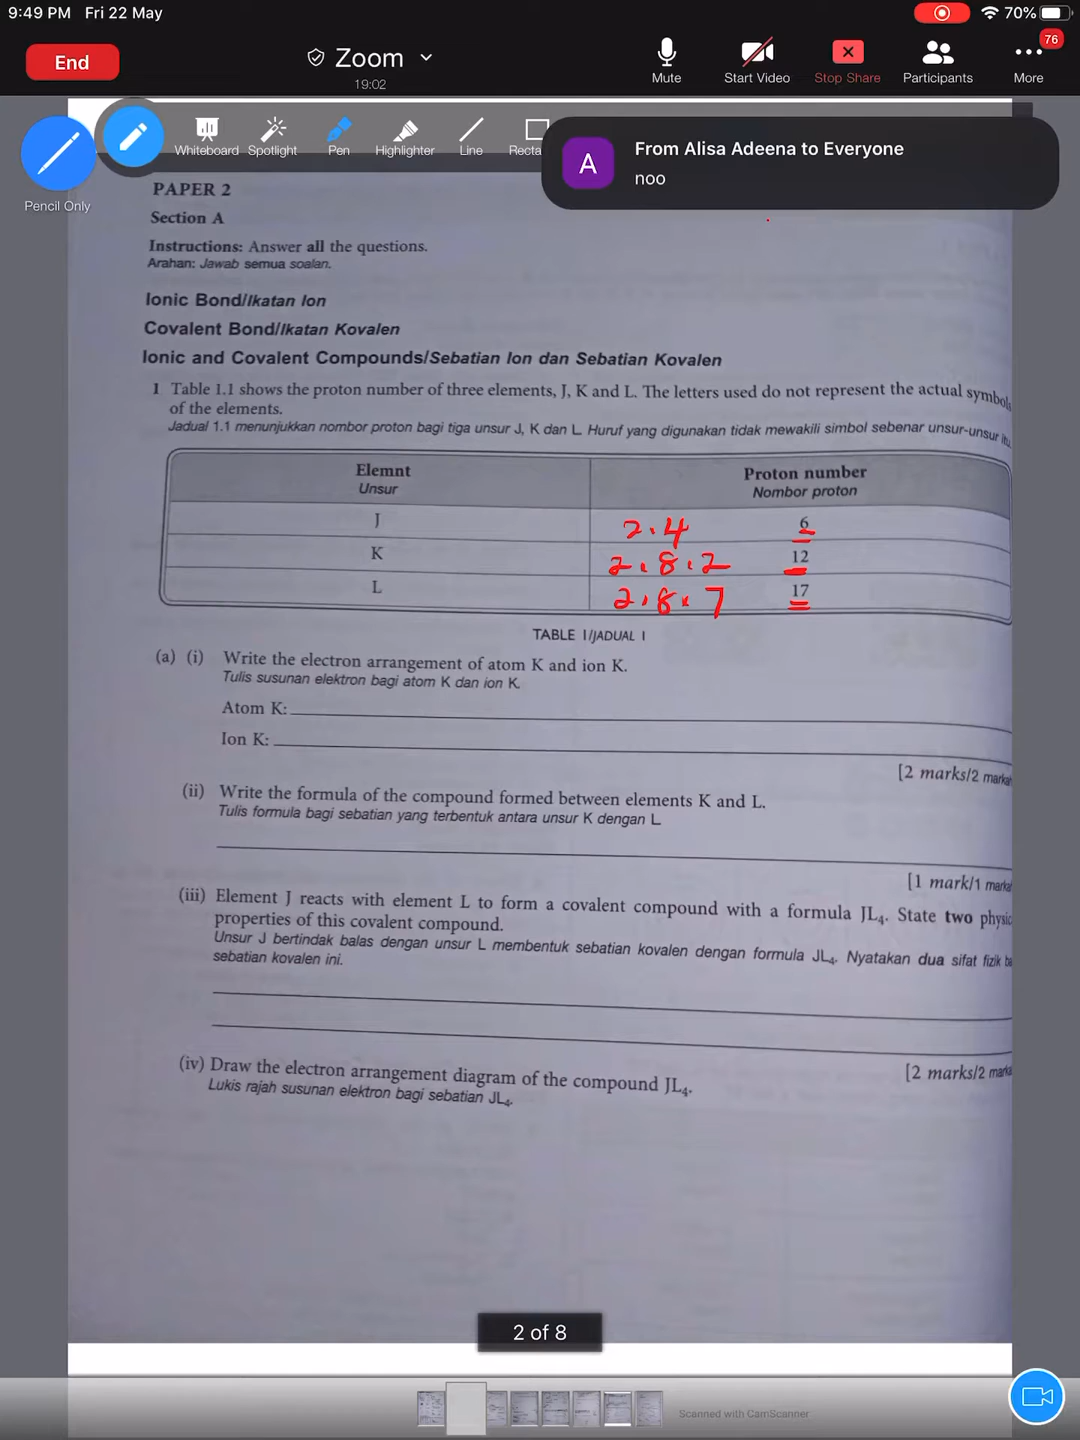 9:49 PM Fri 22 May
70%
End
Zoom
19:02
Mute
Start Video
Stop Share
Participants
76
More
Pencil Only
Whiteboard
Spotlight
Pen
Highlighter
Line
Recta
A
From Alisa Adeena to Everyone
noo
PAPER 2
Section A
Instructions: Answer all the questions.
Arahan: Jawab semua soalan.
Ionic Bond/Ikatan Ion
Covalent Bond/Ikatan Kovalen
Ionic and Covalent Compounds/Sebatian Ion dan Sebatian Kovalen
1 Table 1.1 shows the proton number of three elements, J, K and L. The letters used do not represent the actual symbols
of the elements.
Jadual 1.1 menunjukkan nombor proton bagi tiga unsur J, K dan L. Huruf yang digunakan tidak mewakili simbol sebenar unsur-unsur itu.
Elemnt Proton number
Unsur Nombor proton
J 2.4 6
K 2.8.2 12
L 2.8.7 17
TABLE 1/JADUAL 1
(a) (i) Write the electron arrangement of atom K and ion K.
Tulis susunan elektron bagi atom K dan ion K.
Atom K:
Ion K:
[2 marks/2 marka
(ii) Write the formula of the compound formed between elements K and L.
Tulis formula bagi sebatian yang terbentuk antara unsur K dengan L.
[1 mark/1 marka
(iii) Element J reacts with element L to form a covalent compound with a formula JL₄. State two physic
properties of this covalent compound.
Unsur J bertindak balas dengan unsur L membentuk sebatian kovalen dengan formula JL₄. Nyatakan dua sifat fizik ba
sebatian kovalen ini.
[2 marks/2 marka
(iv) Draw the electron arrangement diagram of the compound JL₄.
Lukis rajah susunan elektron bagi sebatian JL₄.
2 of 8
Scanned with CamScanner